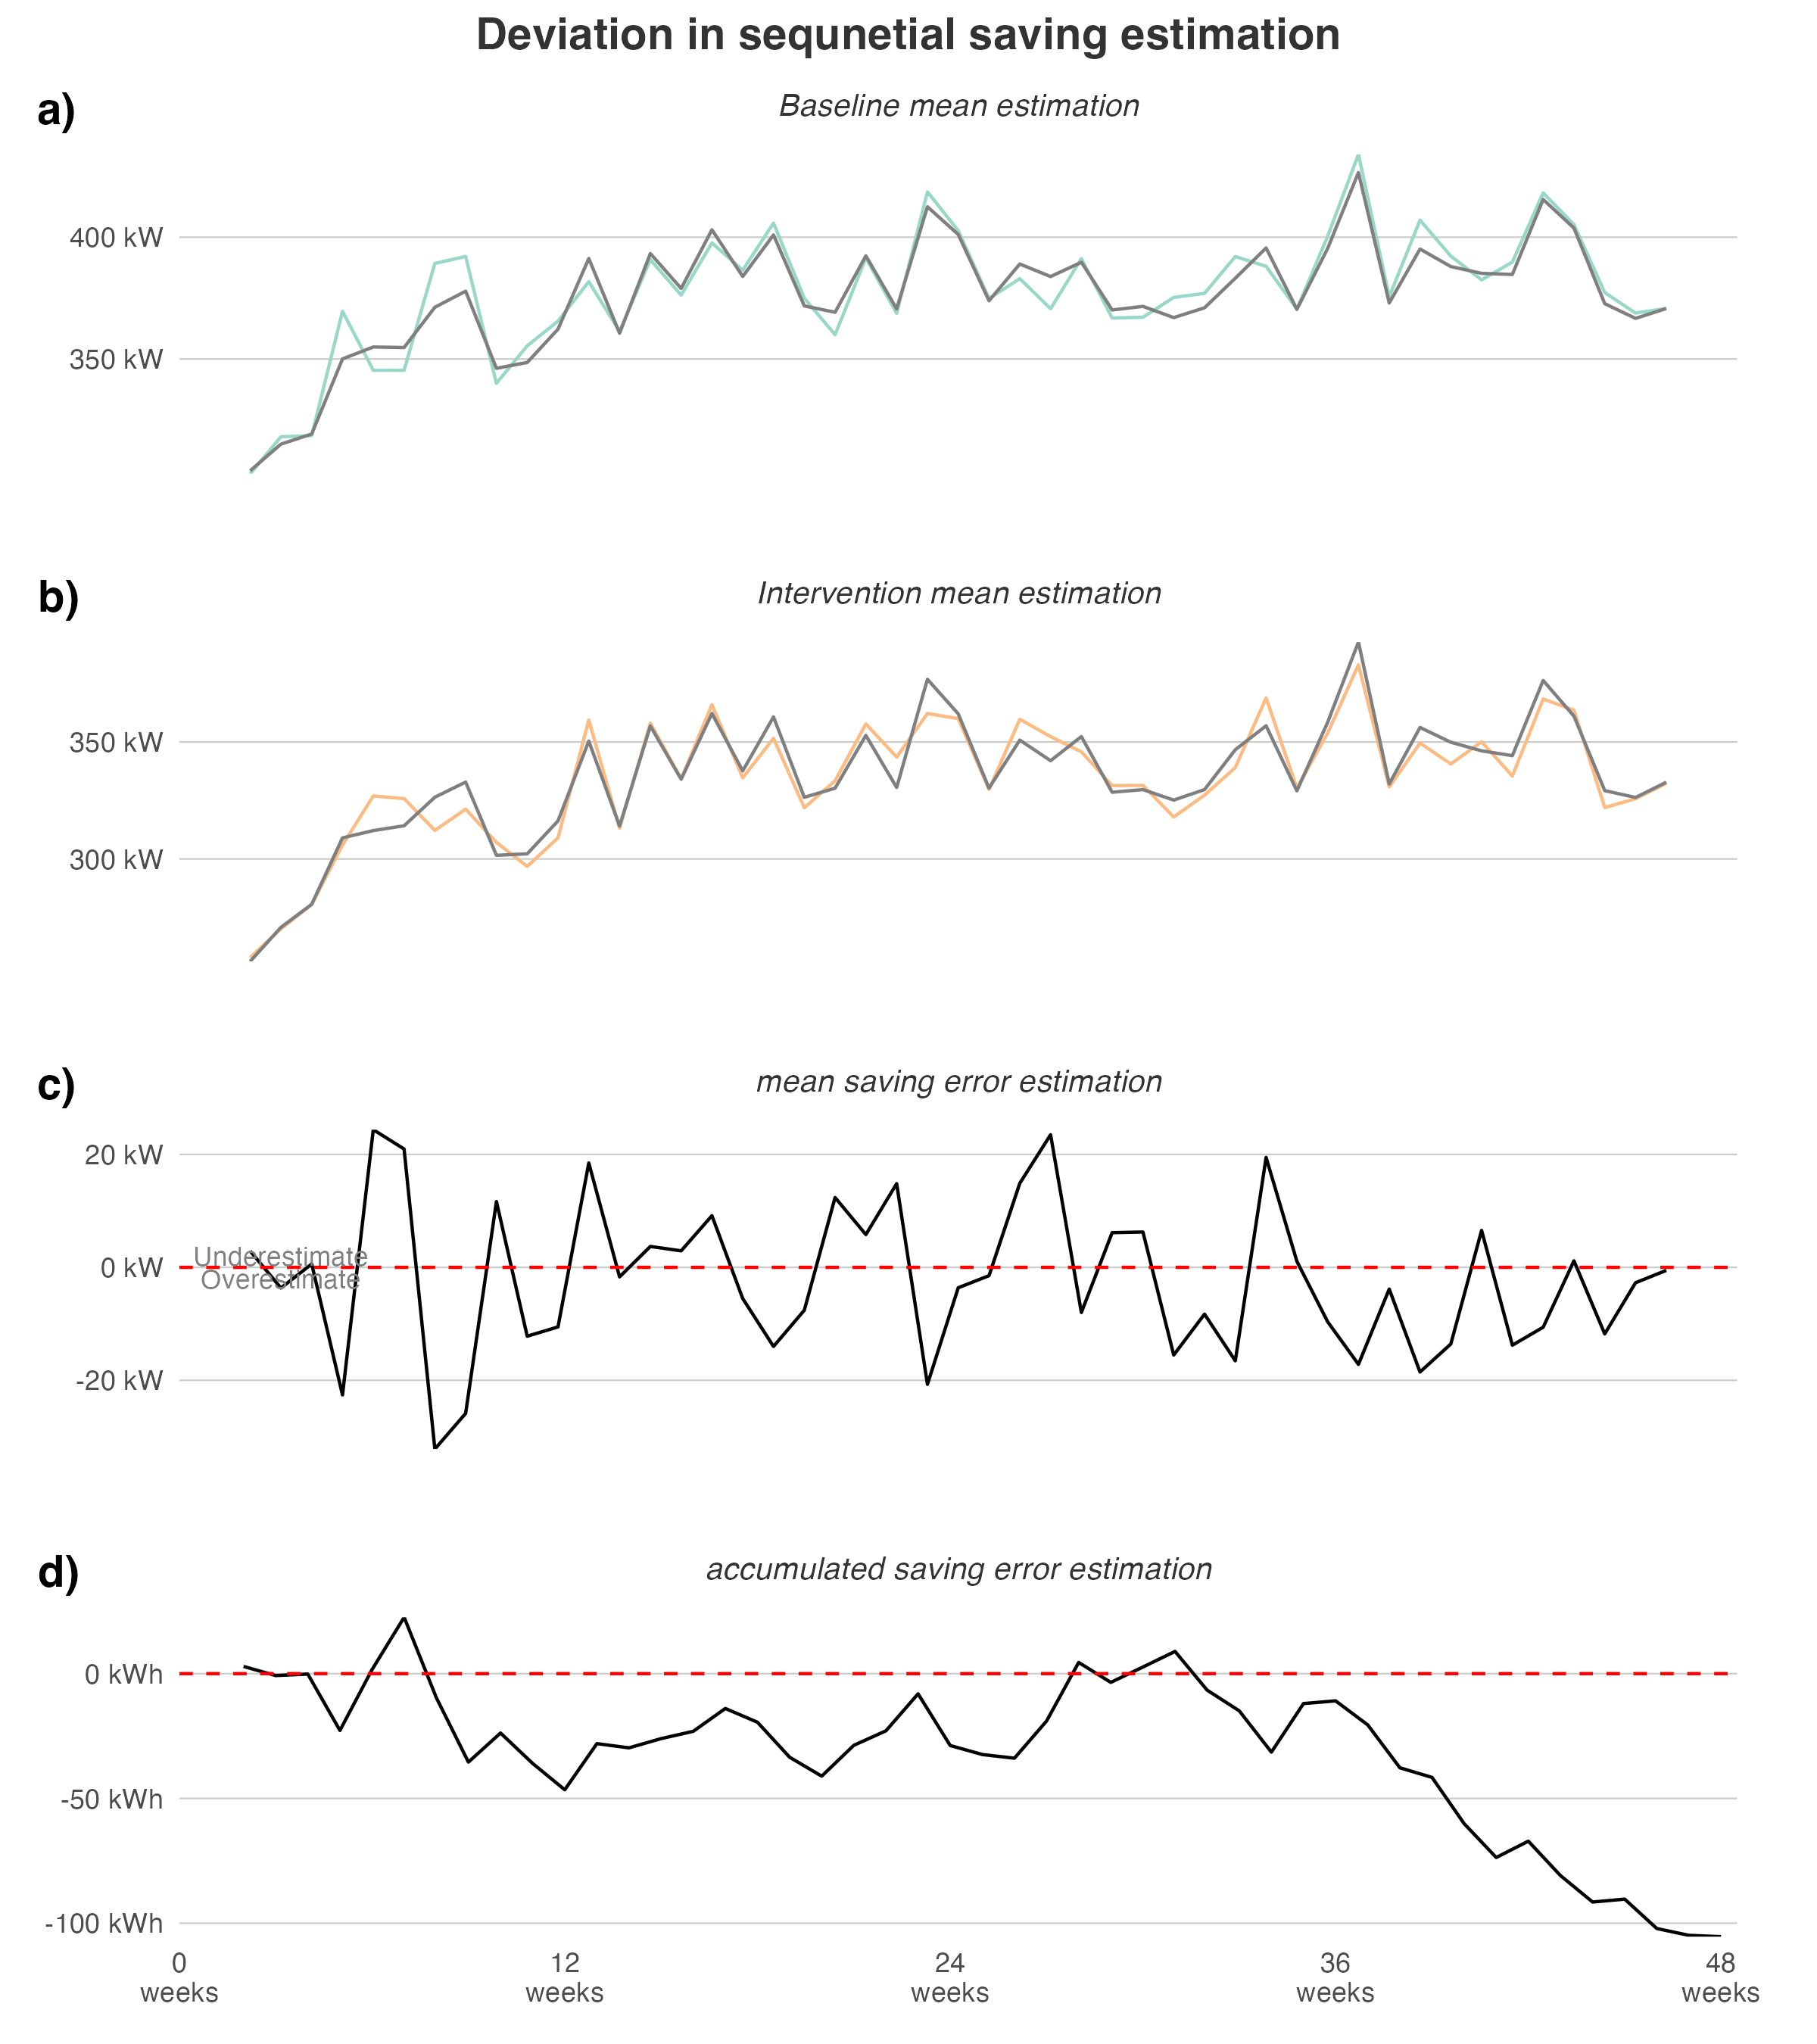 Deviation in sequnetial saving estimation
a)
Baseline mean estimation
400 kW
350 kW
b)
Intervention mean estimation
350 kW
300 kW
c)
mean saving error estimation
20 kW
Underestimate
0 kW
Overestimate
-20 kW
d)
accumulated saving error estimation
0 kWh
-50 kWh
-100 kWh
0 12 24 36 48
weeks weeks weeks weeks weeks